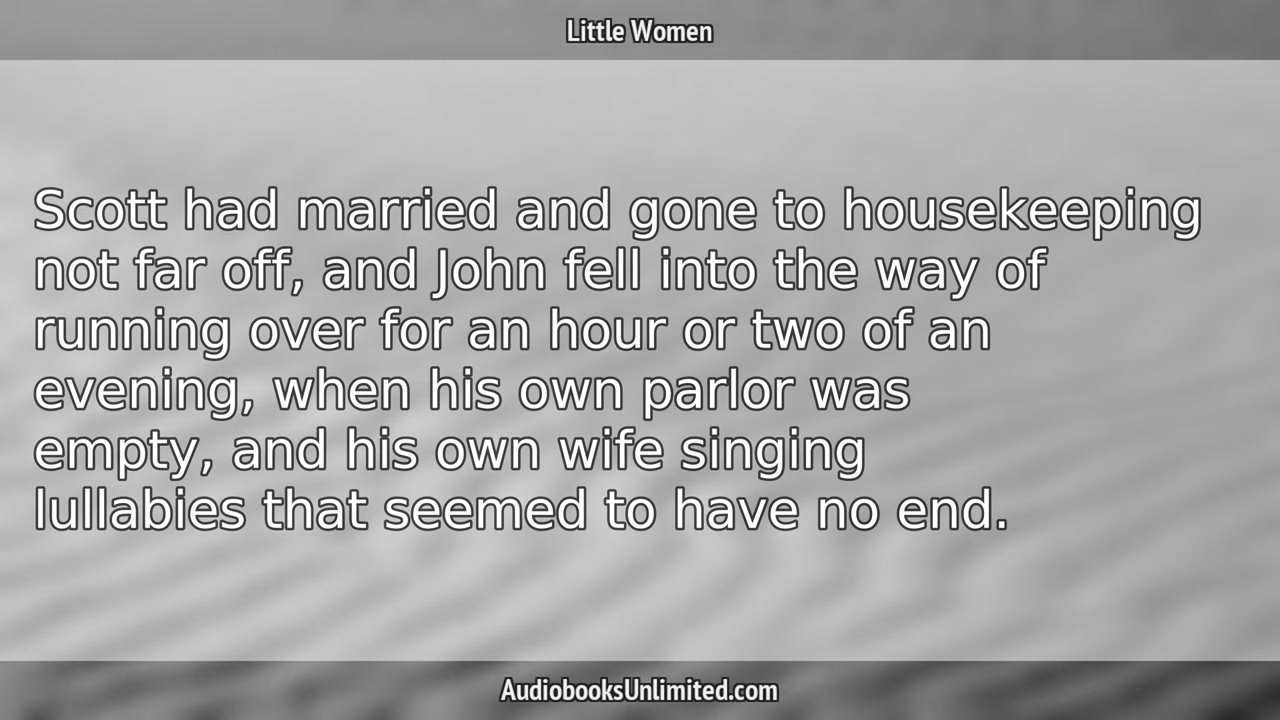 Little Women
Scott had married and gone to housekeeping
not far off, and John fell into the way of
running over for an hour or two of an
evening, when his own parlor was
empty, and his own wife singing
lullabies that seemed to have no end.
AudiobooksUnlimited.com